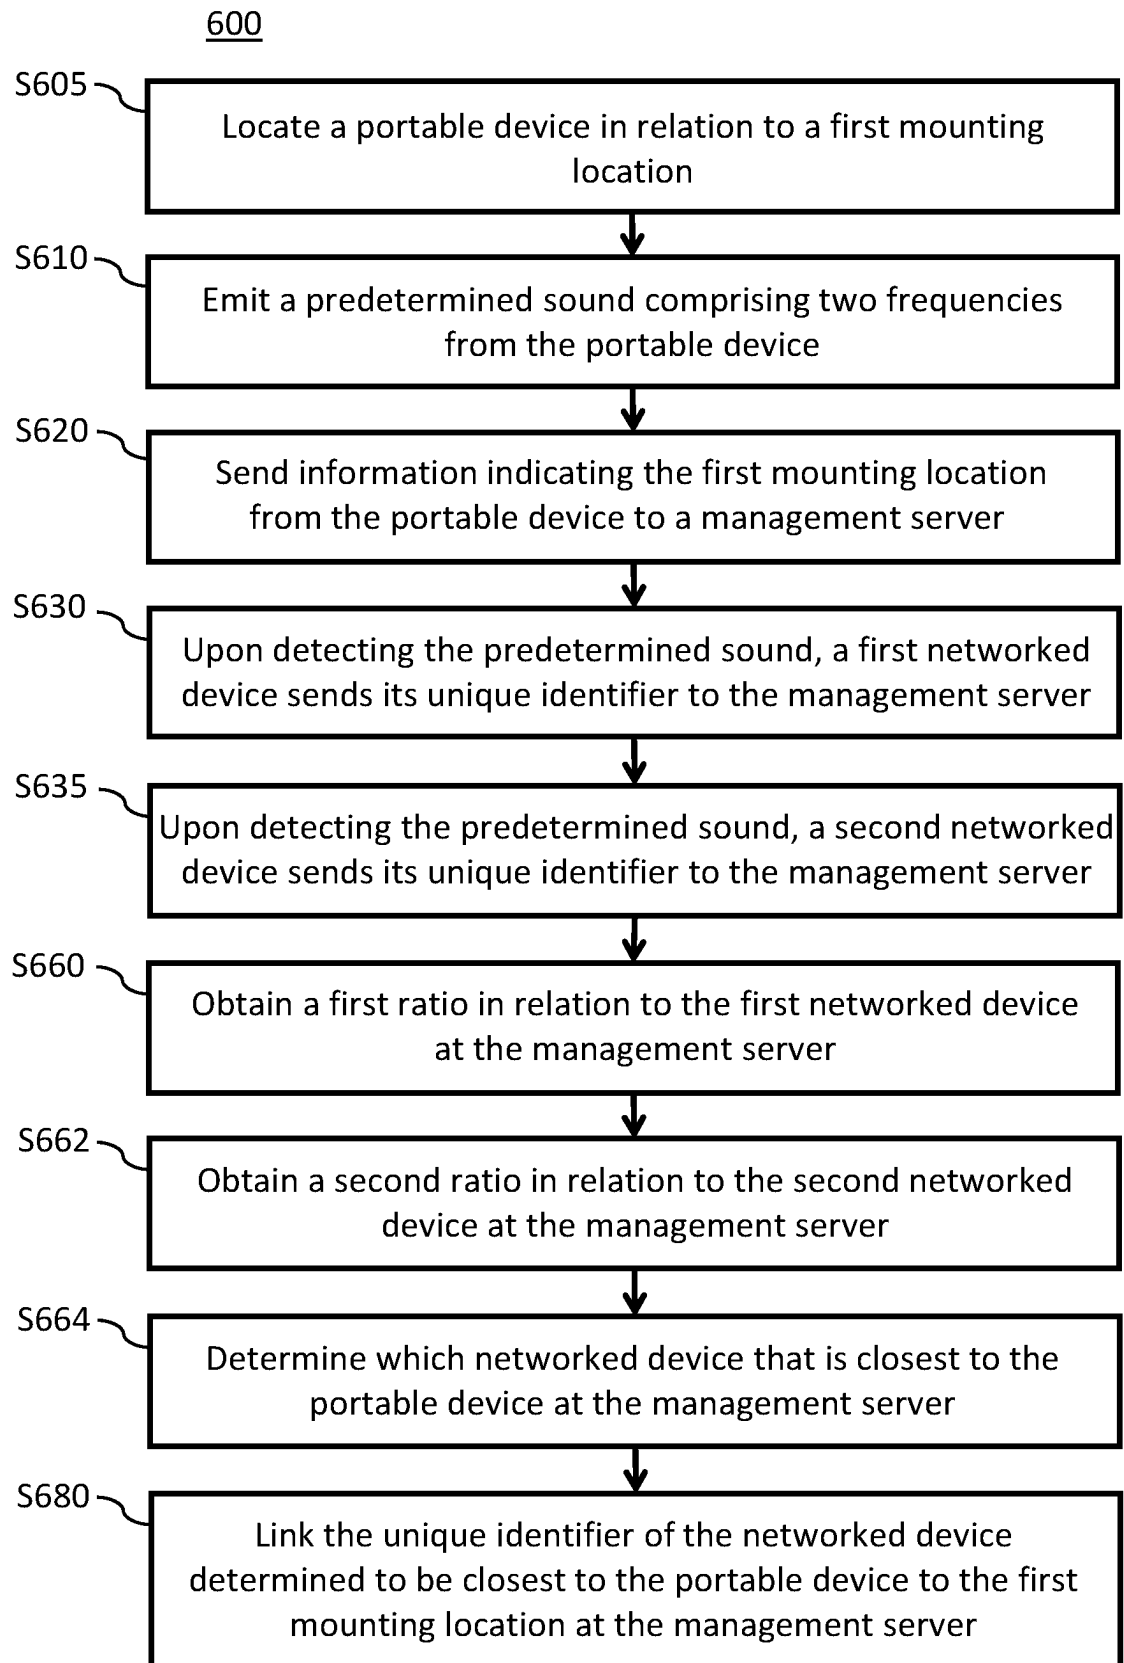 600
S605
Locate a portable device in relation to a first mounting
location
S610
Emit a predetermined sound comprising two frequencies
from the portable device
S620
Send information indicating the first mounting location
from the portable device to a management server
S630
Upon detecting the predetermined sound, a first networked
device sends its unique identifier to the management server
S635
Upon detecting the predetermined sound, a second networked
device sends its unique identifier to the management server
S660
Obtain a first ratio in relation to the first networked device
at the management server
S662
Obtain a second ratio in relation to the second networked
device at the management server
S664
Determine which networked device that is closest to the
portable device at the management server
S680
Link the unique identifier of the networked device
determined to be closest to the portable device to the first
mounting location at the management server